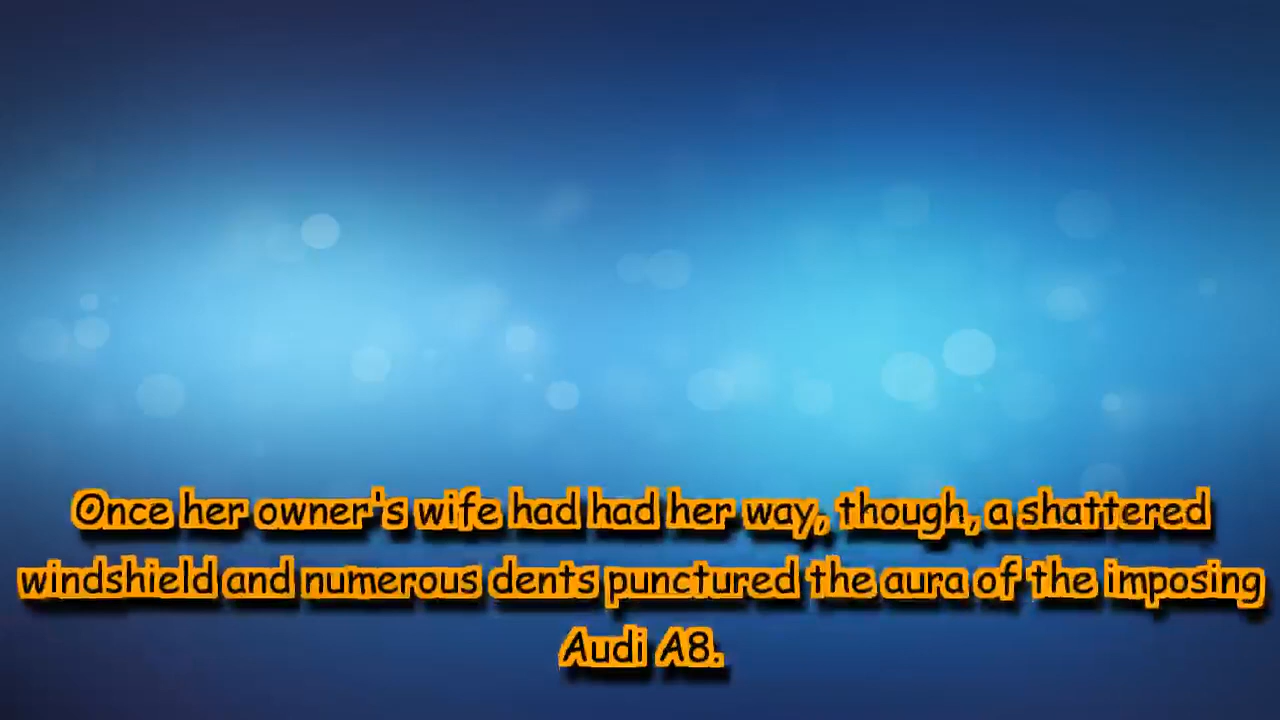 Once her owner's wife had had her way, though, a shattered
windshield and numerous dents punctured the aura of the imposing
Audi A8.